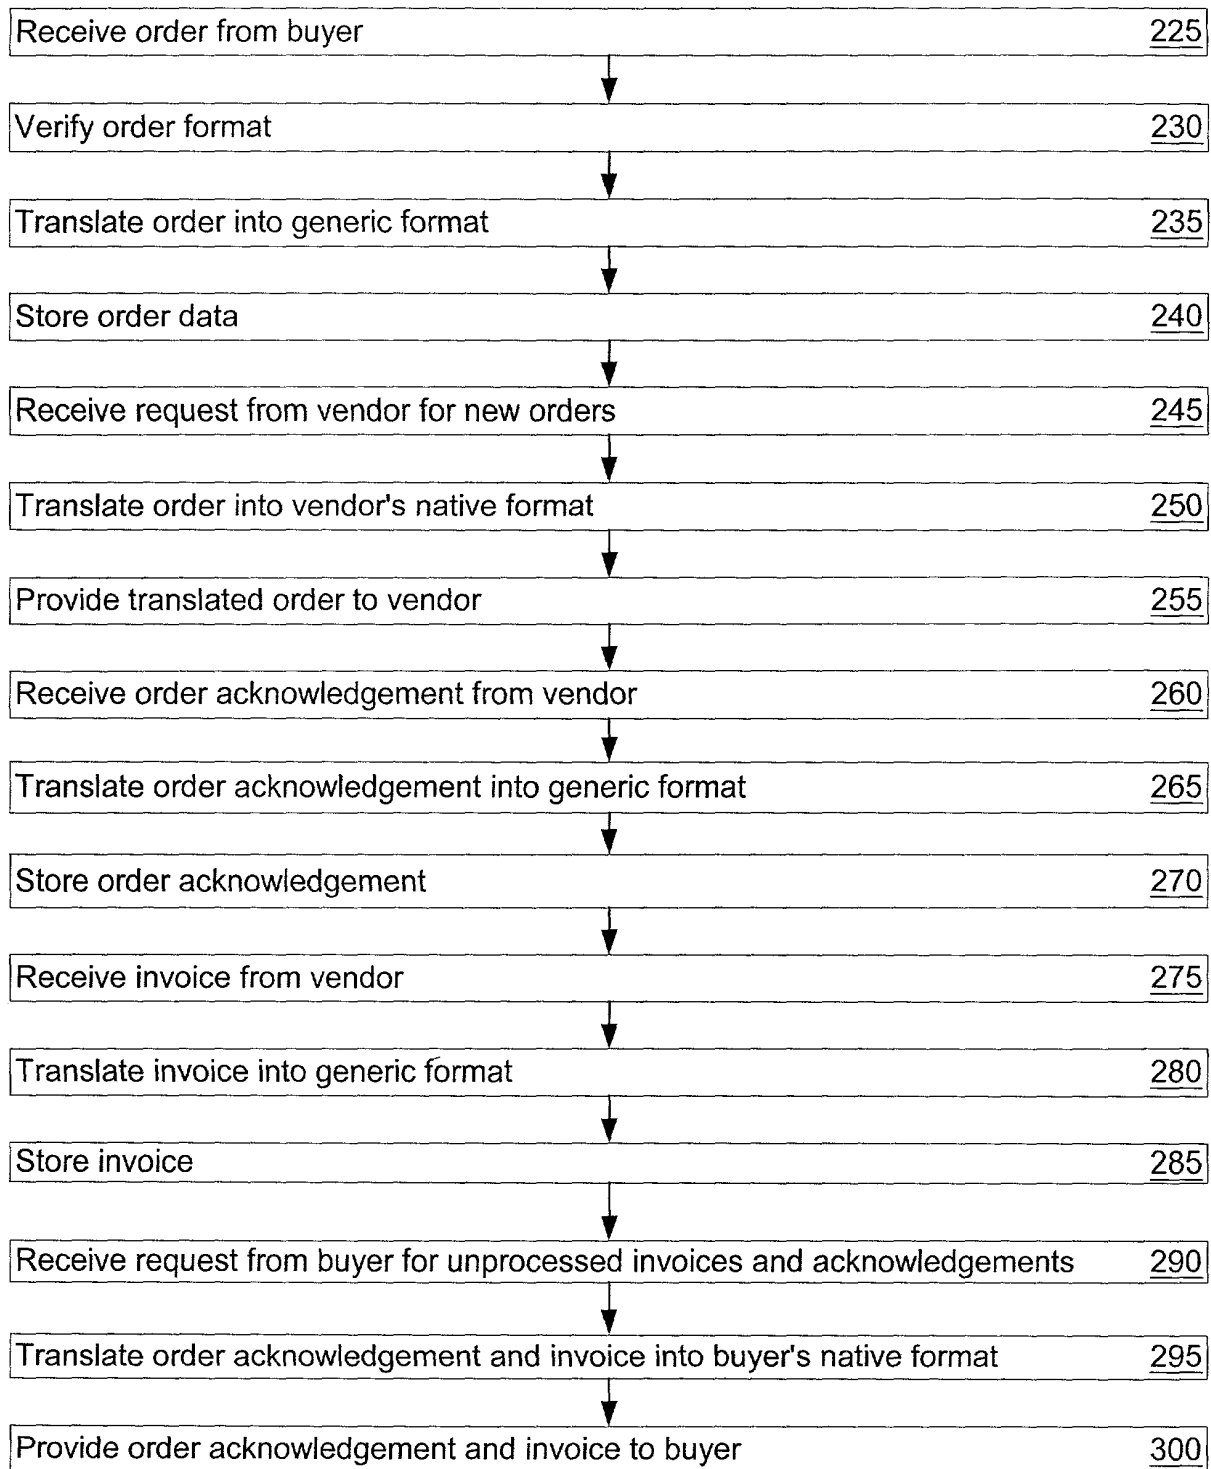 Receive order from buyer 225
Verify order format 230
Translate order into generic format 235
Store order data 240
Receive request from vendor for new orders 245
Translate order into vendor's native format 250
Provide translated order to vendor 255
Receive order acknowledgement from vendor 260
Translate order acknowledgement into generic format 265
Store order acknowledgement 270
Receive invoice from vendor 275
Translate invoice into generic format 280
Store invoice 285
Receive request from buyer for unprocessed invoices and acknowledgements 290
Translate order acknowledgement and invoice into buyer's native format 295
Provide order acknowledgement and invoice to buyer 300